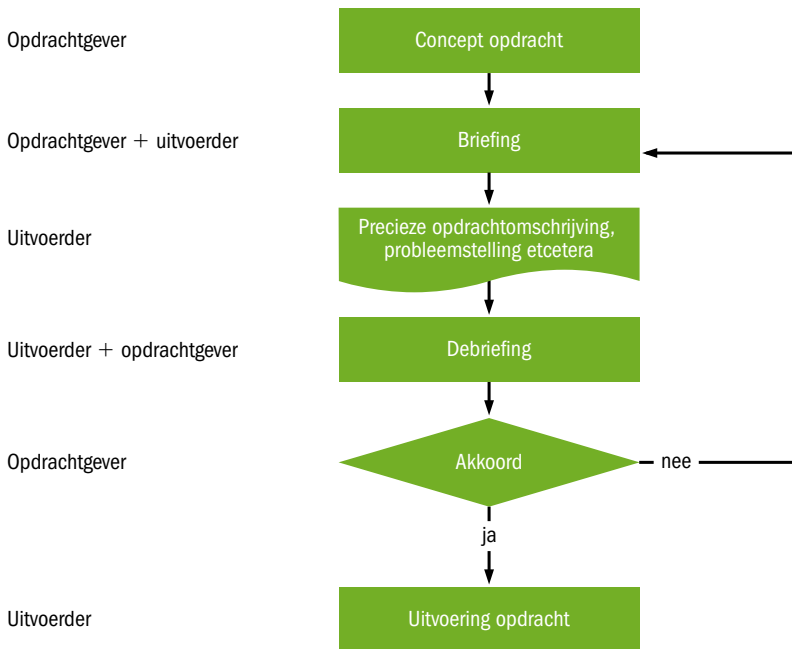 Opdrachtgever
Concept opdracht
Opdrachtgever + uitvoerder
Briefing
Uitvoerder
Precieze opdrachtomschrijving,
probleemstelling etcetera
Uitvoerder + opdrachtgever
Debriefing
Opdrachtgever
Akkoord
nee
ja
Uitvoerder
Uitvoering opdracht